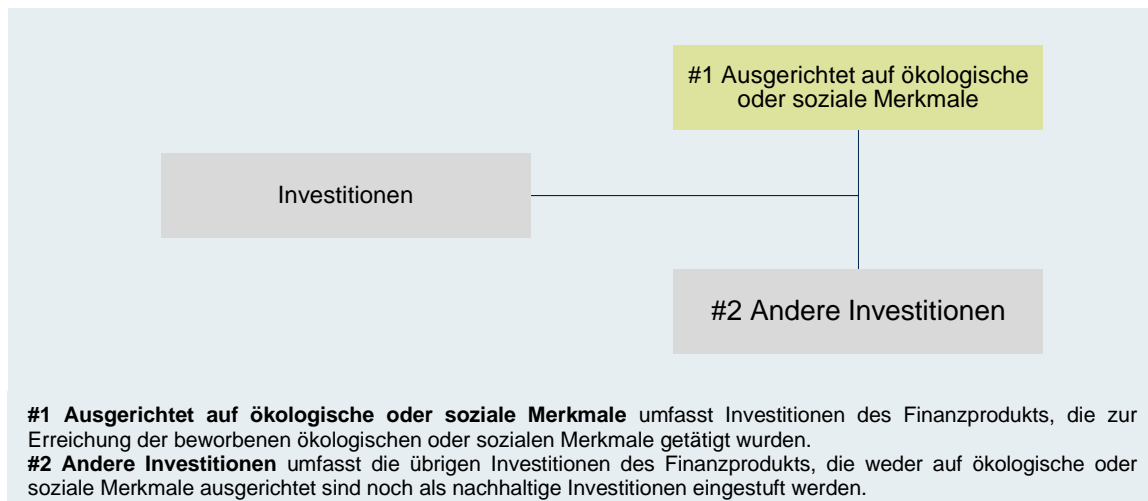 #1 Ausgerichtet auf ökologische
oder soziale Merkmale
Investitionen
#2 Andere Investitionen
#1 Ausgerichtet auf ökologische oder soziale Merkmale umfasst Investitionen des Finanzprodukts, die zur
Erreichung der beworbenen ökologischen oder sozialen Merkmale getätigt wurden.
#2 Andere Investitionen umfasst die übrigen Investitionen des Finanzprodukts, die weder auf ökologische oder
soziale Merkmale ausgerichtet sind noch als nachhaltige Investitionen eingestuft werden.